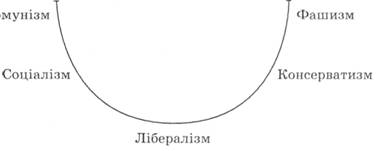 мунізм
Фашизм
Соціалізм
Консерватизм
Лібералізм